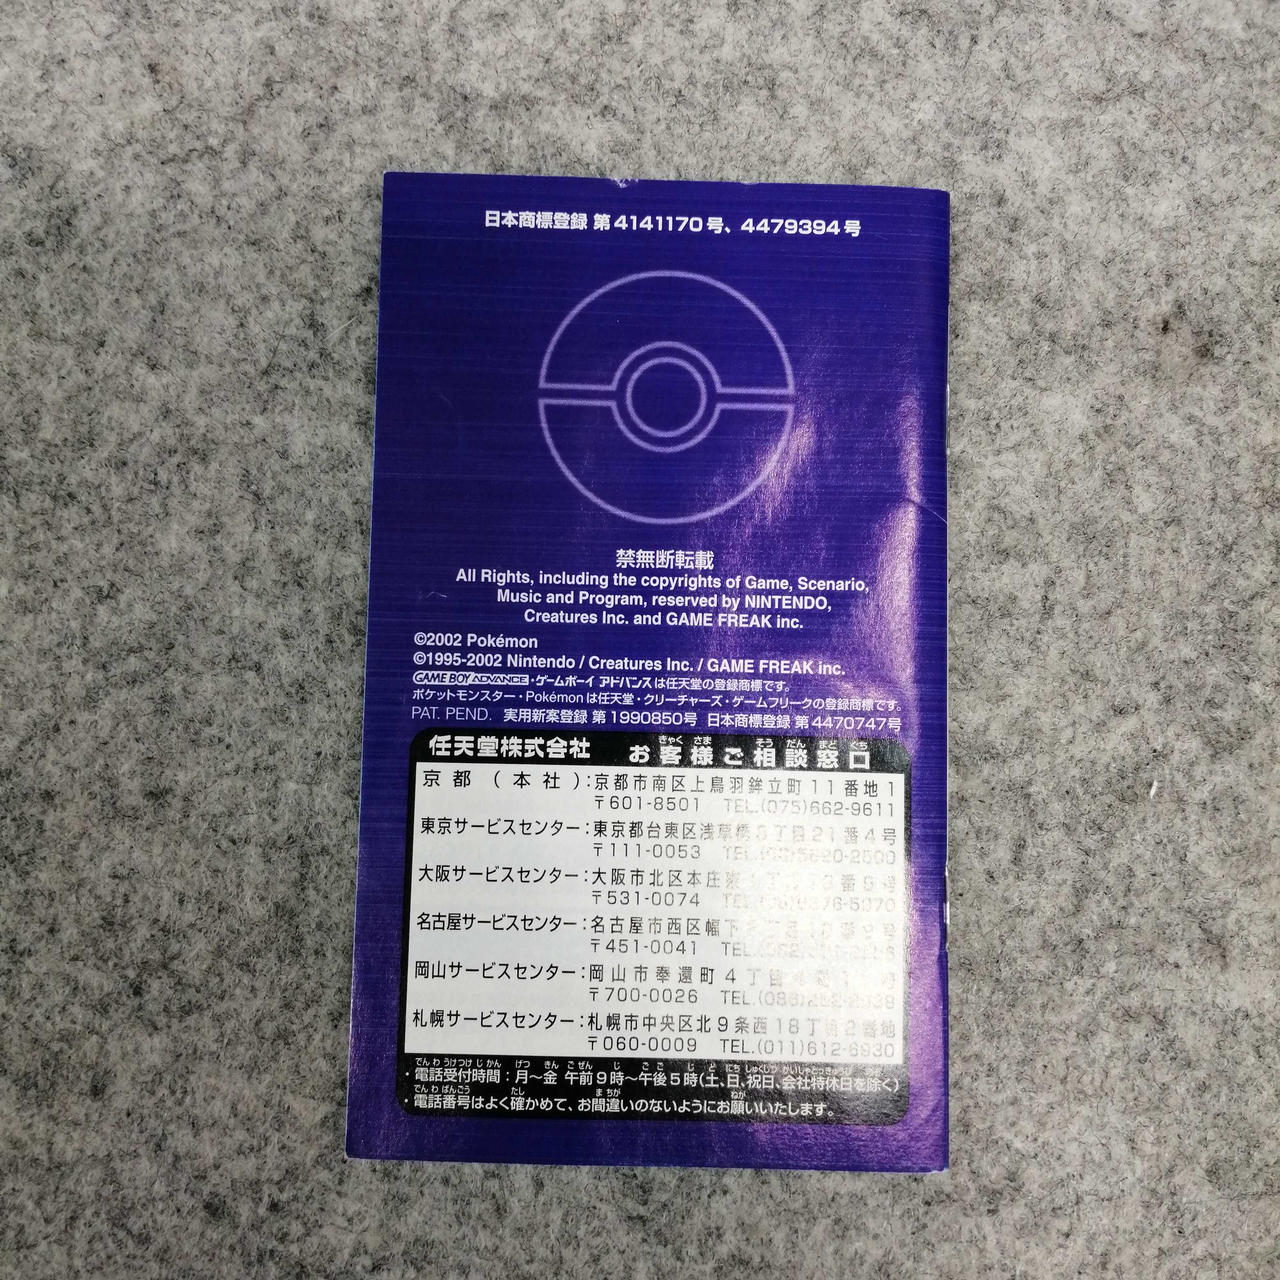 日本商標登録 第4141170号、4479394号
禁無断転載
All Rights, including the copyrights of Game, Scenario,
Music and Program, reserved by NINTENDO,
Creatures Inc. and GAME FREAK inc.
©2002 Pokémon
©1995-2002 Nintendo / Creatures Inc. / GAME FREAK inc.
GAME BOY ADVANCE・ゲームボーイ アドバンスは任天堂の登録商標です。
ポケットモンスター・Pokémonは任天堂・クリーチャーズ・ゲームフリークの登録商標です。
PAT. PEND. 実用新案登録 第1990850号 日本商標登録 第4470747号
任天堂株式会社 お客様ご相談窓口
京都(本社):京都市南区上鳥羽鉾立町11番地1
〒601-8501 TEL.(075)662-9611
東京サービスセンター:東京都台東区浅草橋5丁目21番4号
〒111-0053 TEL.
大阪サービスセンター:大阪市北区本庄東
〒531-0074 TEL.
名古屋サービスセンター:名古屋市西区幅下
〒451-0041 TEL.
岡山サービスセンター:岡山市奉還町4丁目
〒700-0026 TEL.
札幌サービスセンター:札幌市中央区北9条西18丁目2番地
〒060-0009 TEL.(011)612-6930
・電話受付時間:月〜金 午前9時〜午後5時(土、日、祝日、会社特休日を除く)
・電話番号はよく確かめて、お間違いのないようにお願いいたします。